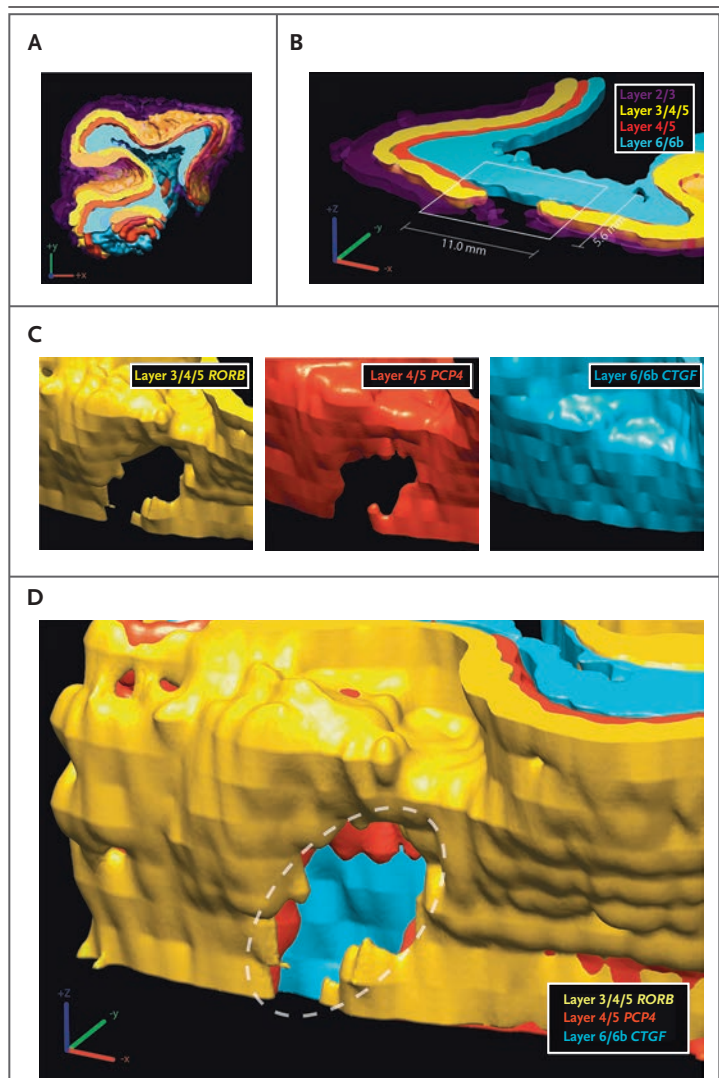 A
+y
+x
B
Layer 2/3
Layer 3/4/5
Layer 4/5
Layer 6/6b
+Z
-y
-x
11.0 mm
5.6 mm
C
Layer 3/4/5 RORB
Layer 4/5 PCP4
Layer 6/6b CTGF
D
+Z
-y
-x
Layer 3/4/5 RORB
Layer 4/5 PCP4
Layer 6/6b CTGF